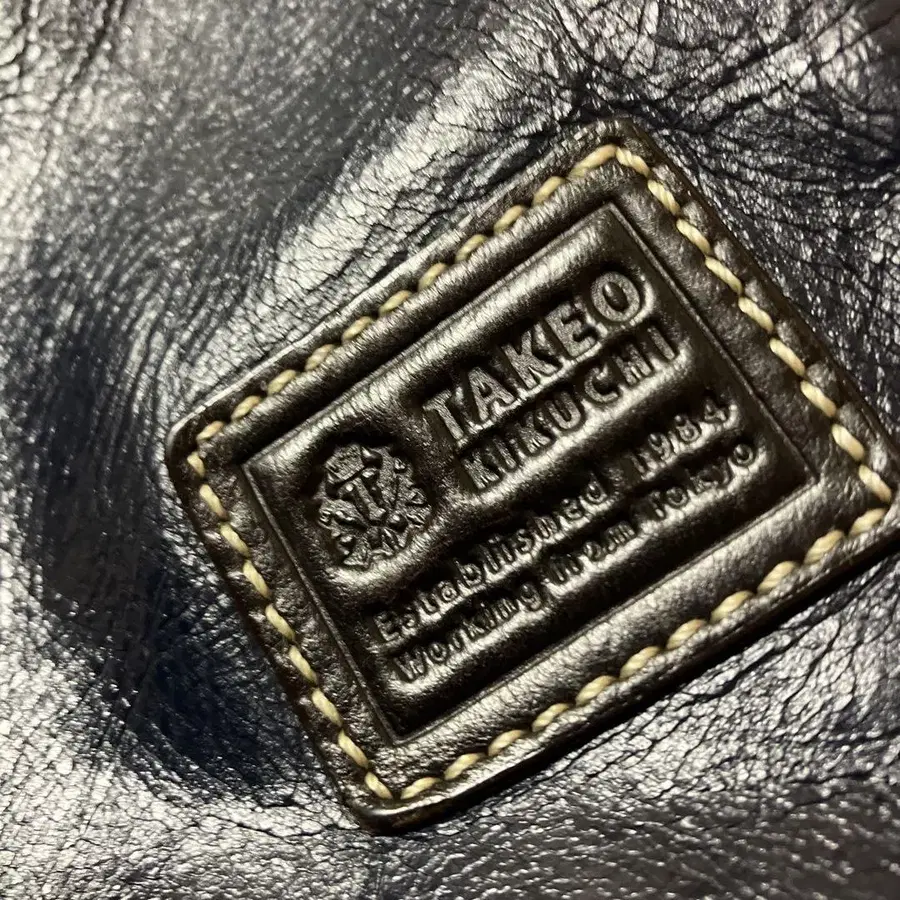 TAKEO
KIKUCHI
Established 1984
Working from Tokyo